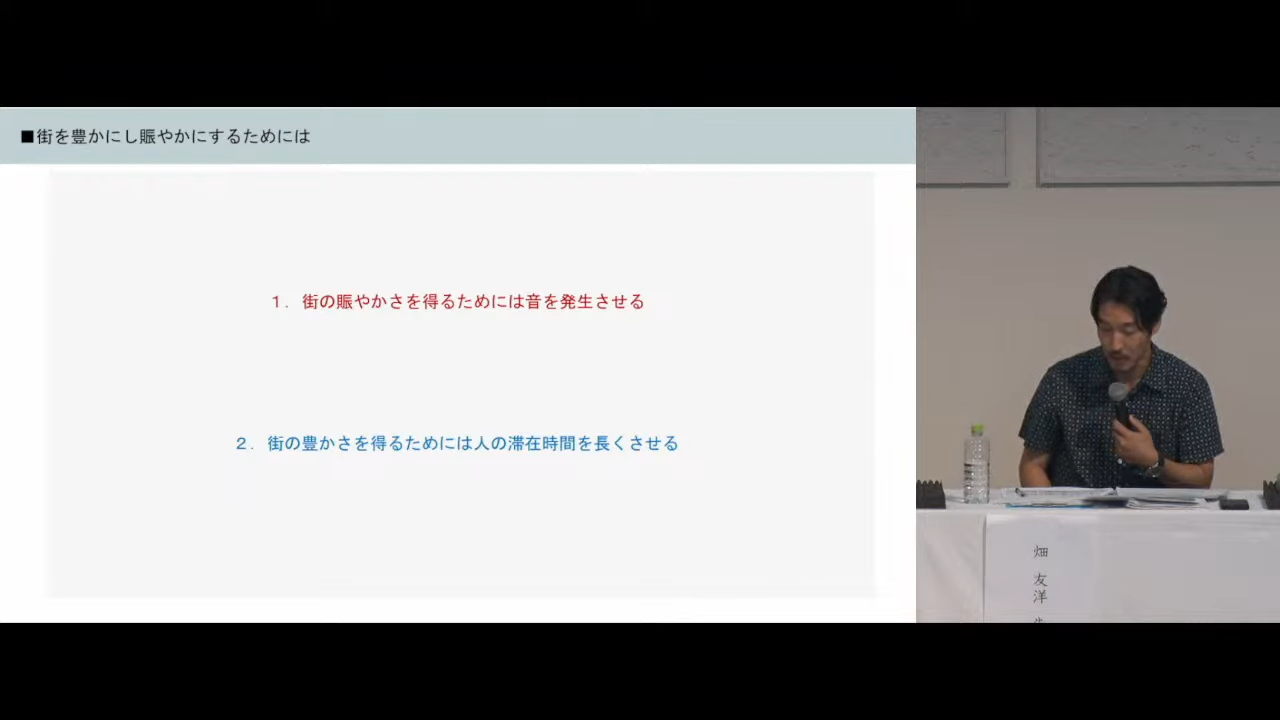 ■街を豊かにし賑やかにするためには
１．街の賑やかさを得るためには音を発生させる
２．街の豊かさを得るためには人の滞在時間を長くさせる
畑 友洋